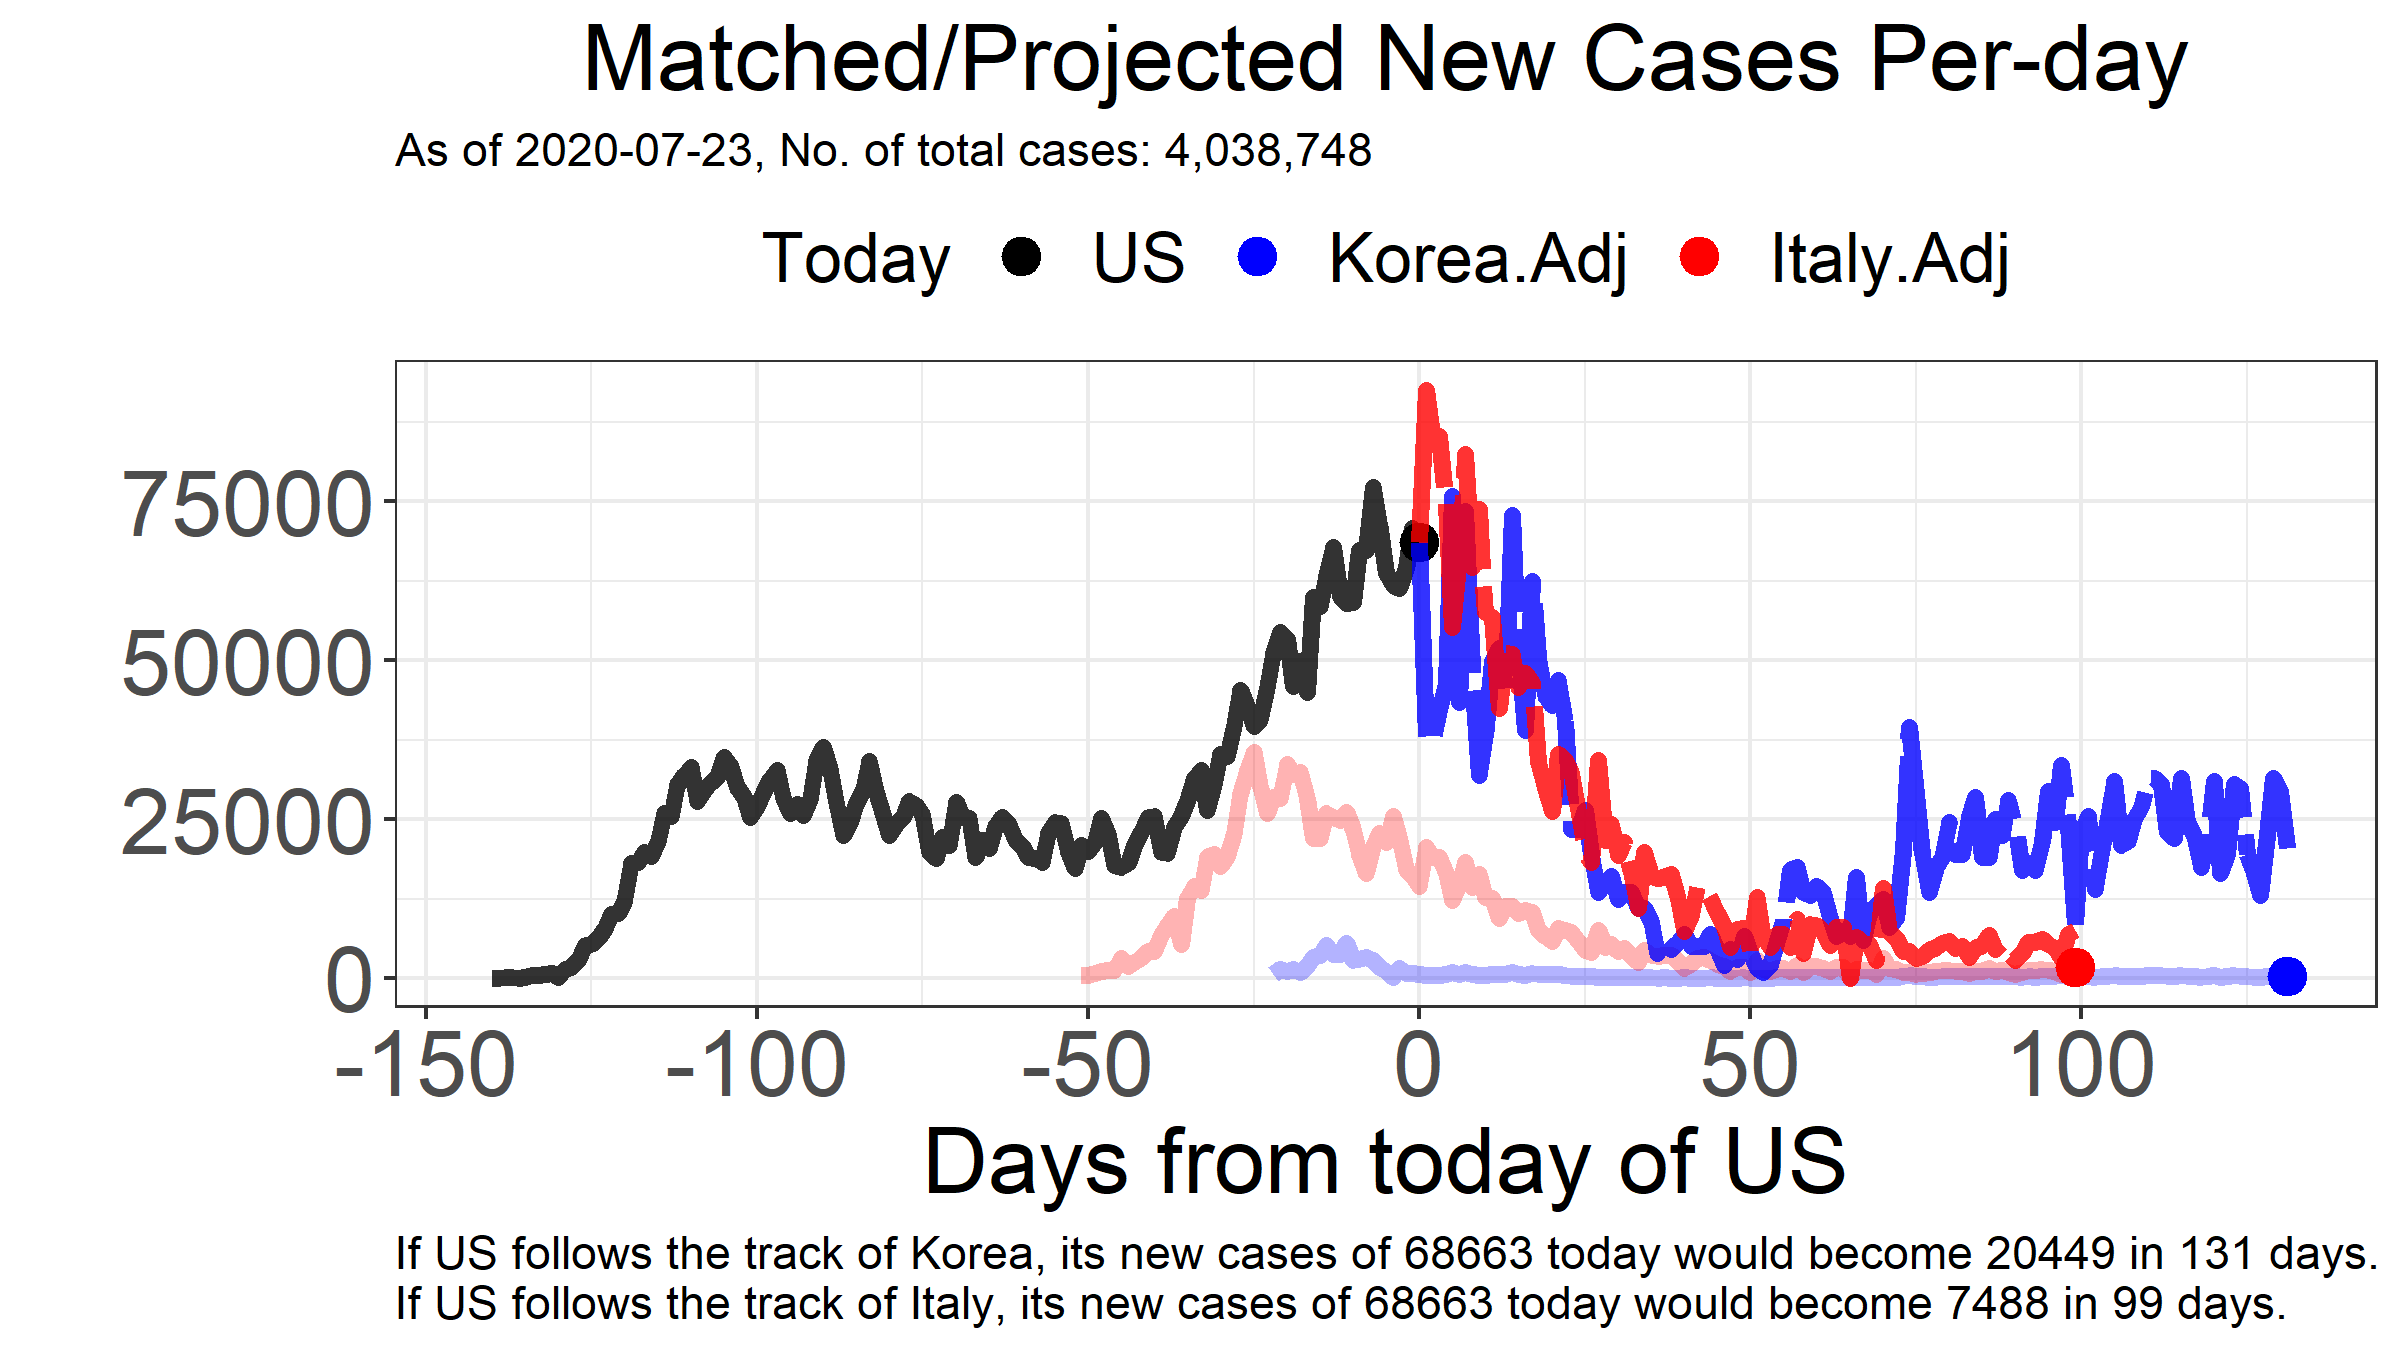 Matched/Projected New Cases Per-day
As of 2020-07-23, No. of total cases: 4,038,748
Today US Korea.Adj Italy.Adj
75000
50000
25000
0
-150 -100 -50 0 50 100
Days from today of US
If US follows the track of Korea, its new cases of 68663 today would become 20449 in 131 days.
If US follows the track of Italy, its new cases of 68663 today would become 7488 in 99 days.